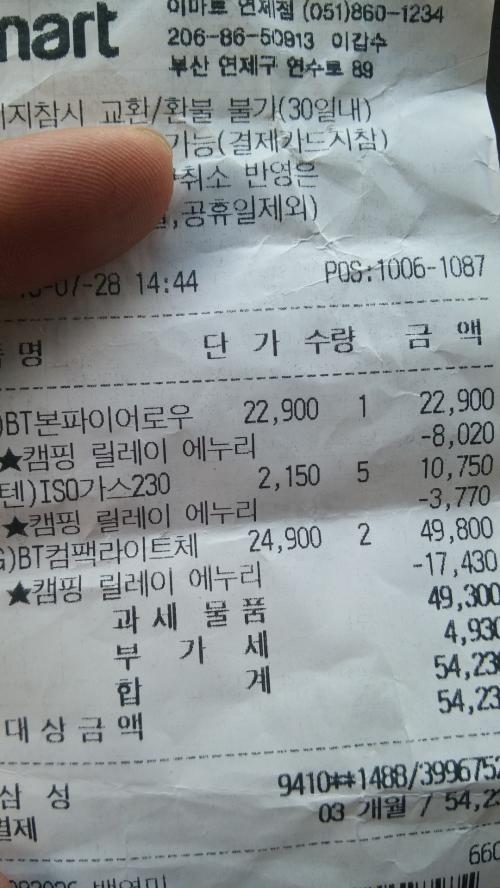 mart 이마트 연제점 (051)860-1234
206-86-50913 이갑수
부산 연제구 연수로 89
지참시 교환/환불 불가(30일내)
가능(결제카드지참)
취소 반영은
,공휴일제외)
-07-28 14:44 POS:1006-1087
명 단 가 수량 금 액
)BT본파이어로우 22,900 1 22,900
★캠핑 릴레이 에누리 -8,020
텐)ISO가스230 2,150 5 10,750
★캠핑 릴레이 에누리 -3,770
G)BT컴팩라이트체 24,900 2 49,800
★캠핑 릴레이 에누리 -17,430
과 세 물 품 49,300
부 가 세 4,930
합 계 54,23
대 상 금 액 54,23
삼 성 9410**1488/3996752
결제 03 개월 / 54,23
660